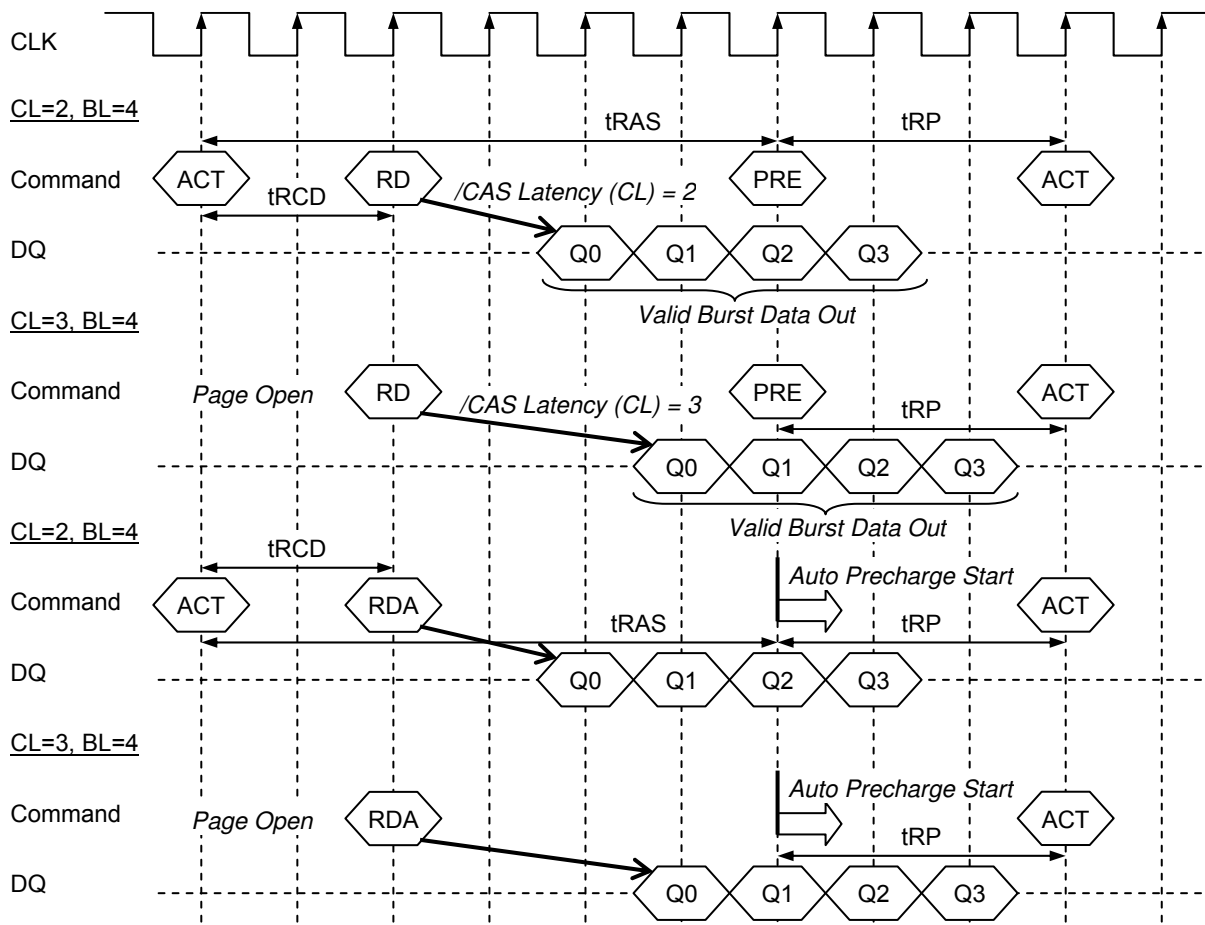 CLK
CL=2, BL=4
tRAS tRP
Command ACT RD PRE ACT
tRCD /CAS Latency (CL) = 2
DQ Q0 Q1 Q2 Q3
Valid Burst Data Out
CL=3, BL=4
Command Page Open RD PRE ACT
/CAS Latency (CL) = 3 tRP
DQ Q0 Q1 Q2 Q3
Valid Burst Data Out
CL=2, BL=4
tRCD
Auto Precharge Start
Command ACT RDA ACT
tRAS tRP
DQ Q0 Q1 Q2 Q3
CL=3, BL=4
Auto Precharge Start
Command Page Open RDA ACT
tRP
DQ Q0 Q1 Q2 Q3